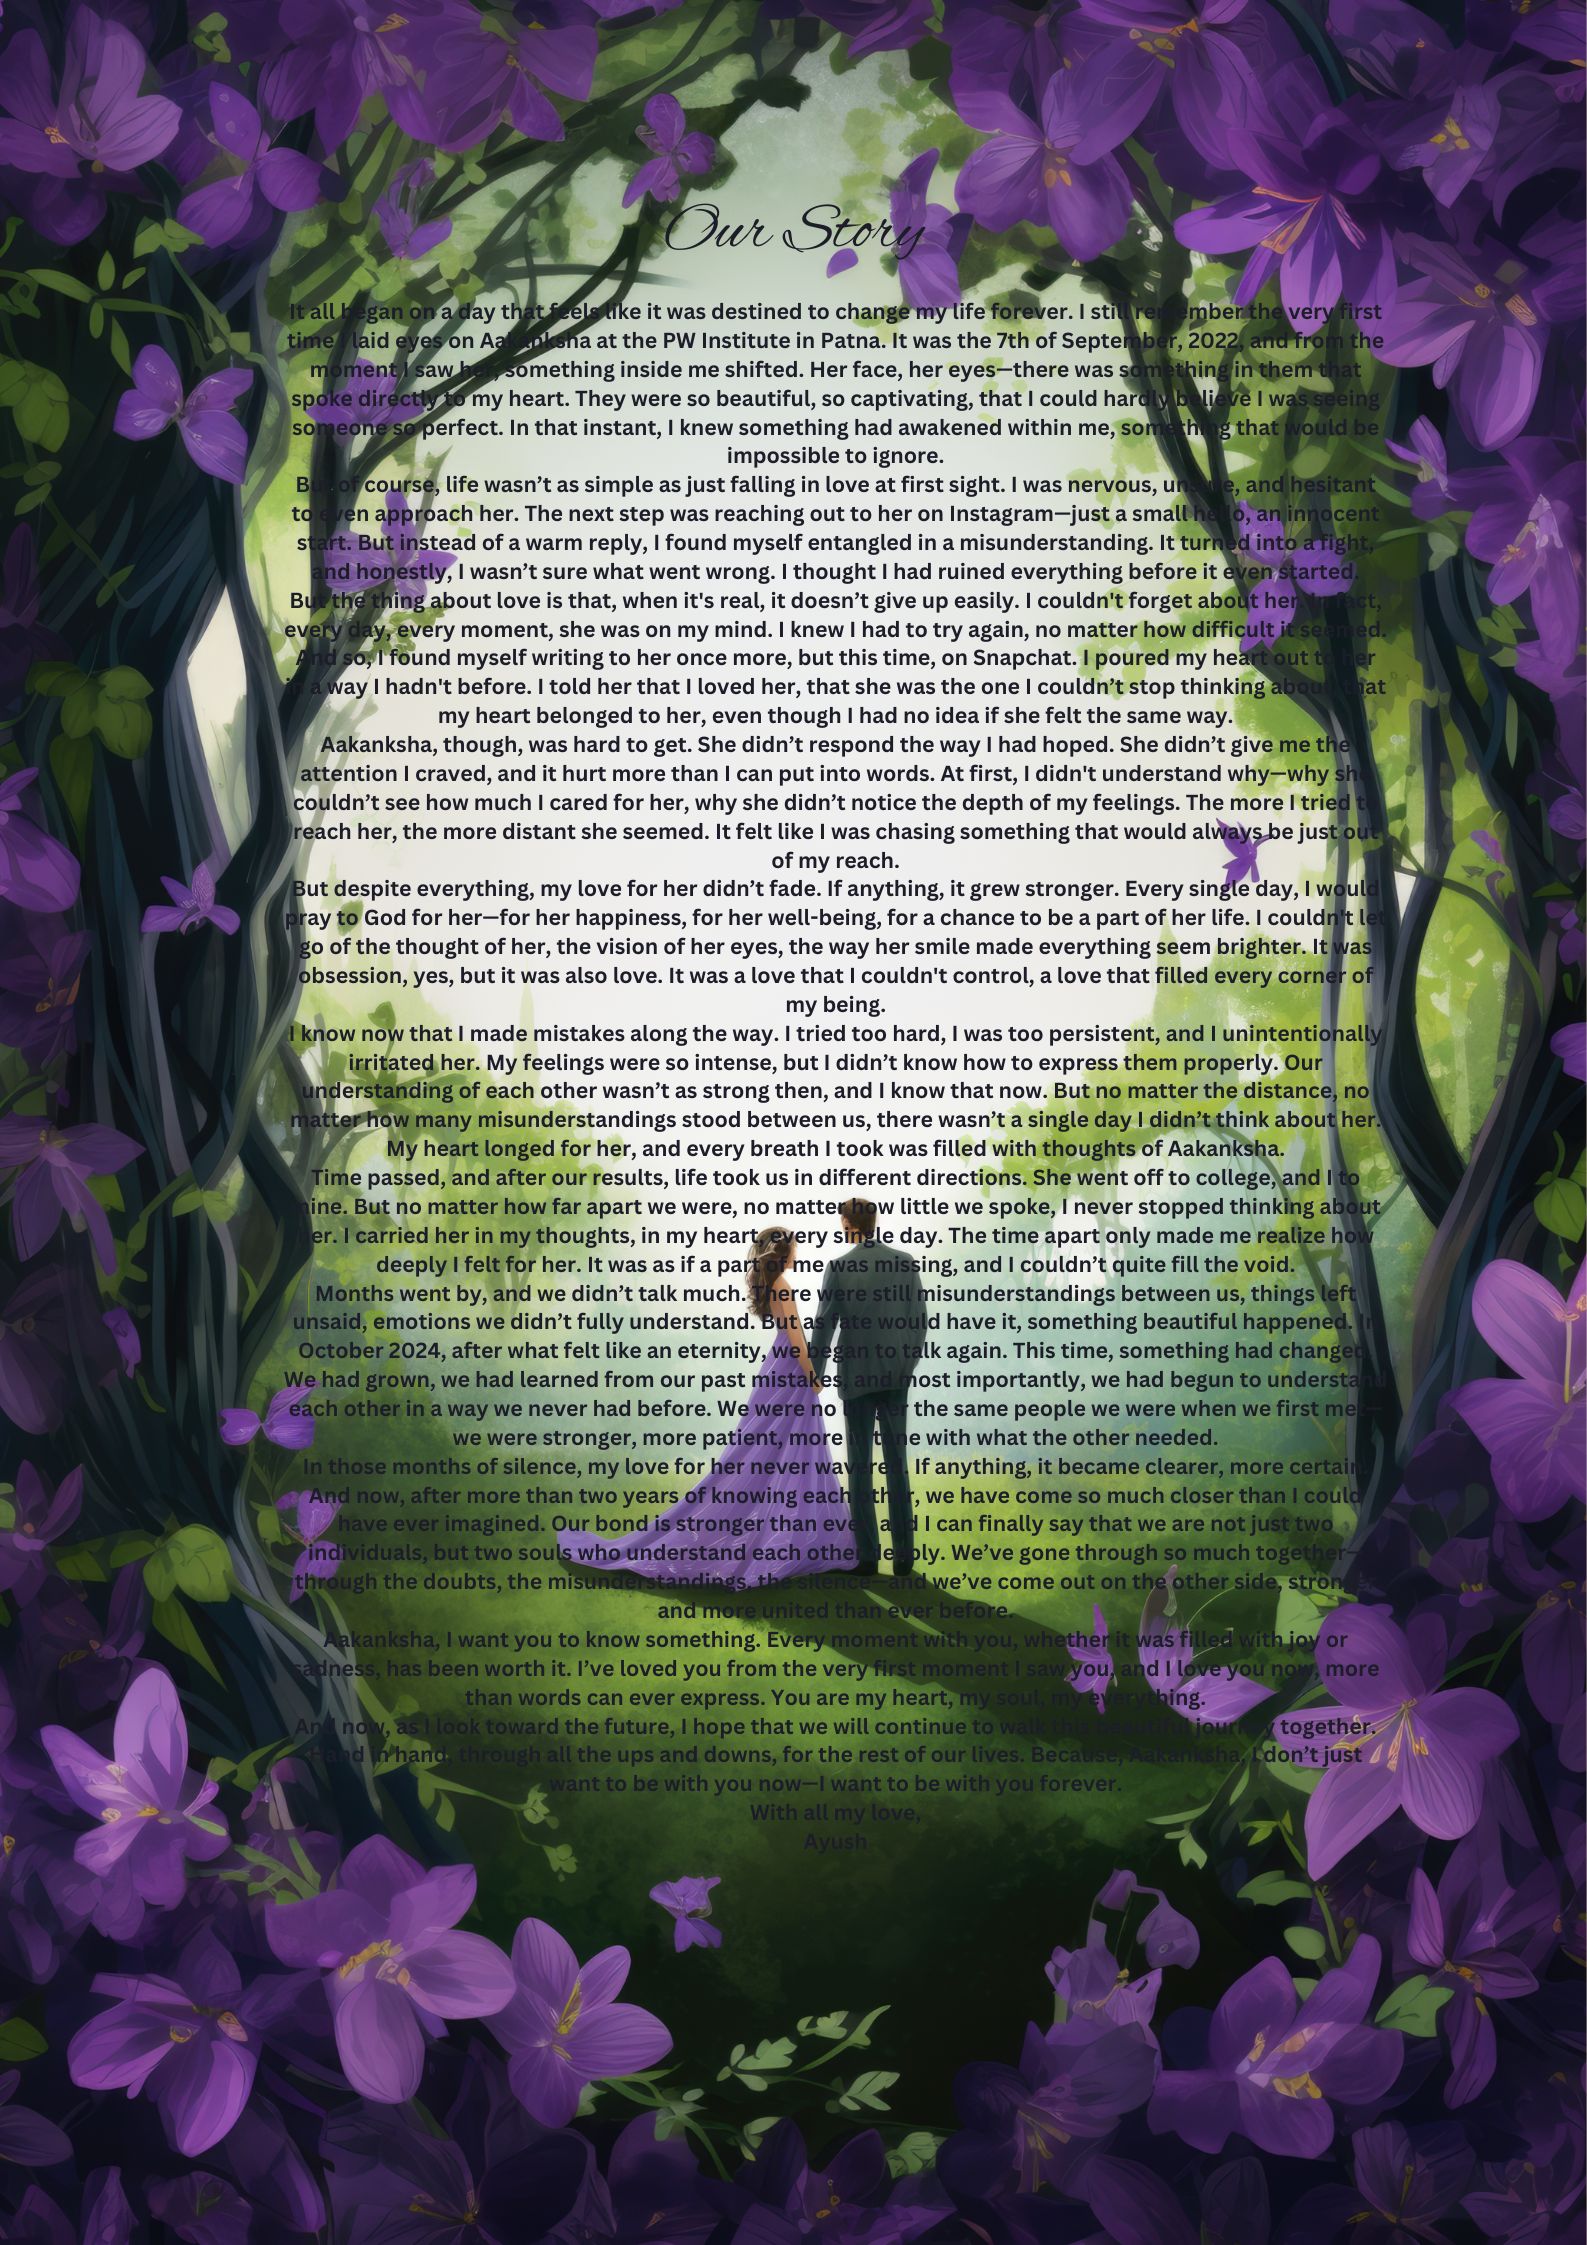 Our Story
It all began on a day that feels like it was destined to change my life forever. I still remember the very first
time I laid eyes on Aakanksha at the PW Institute in Patna. It was the 7th of September, 2022, and from the
moment I saw her, something inside me shifted. Her face, her eyes—there was something in them that
spoke directly to my heart. They were so beautiful, so captivating, that I could hardly believe I was seeing
someone so perfect. In that instant, I knew something had awakened within me, something that would be
impossible to ignore.
But of course, life wasn’t as simple as just falling in love at first sight. I was nervous, unsure, and hesitant
to even approach her. The next step was reaching out to her on Instagram—just a small hello, an innocent
start. But instead of a warm reply, I found myself entangled in a misunderstanding. It turned into a fight,
and honestly, I wasn’t sure what went wrong. I thought I had ruined everything before it even started.
But the thing about love is that, when it's real, it doesn’t give up easily. I couldn't forget about her. In fact,
every day, every moment, she was on my mind. I knew I had to try again, no matter how difficult it seemed.
And so, I found myself writing to her once more, but this time, on Snapchat. I poured my heart out to her
in a way I hadn't before. I told her that I loved her, that she was the one I couldn’t stop thinking about, that
my heart belonged to her, even though I had no idea if she felt the same way.
Aakanksha, though, was hard to get. She didn’t respond the way I had hoped. She didn’t give me the
attention I craved, and it hurt more than I can put into words. At first, I didn't understand why—why she
couldn’t see how much I cared for her, why she didn’t notice the depth of my feelings. The more I tried to
reach her, the more distant she seemed. It felt like I was chasing something that would always be just out
of my reach.
But despite everything, my love for her didn’t fade. If anything, it grew stronger. Every single day, I would
pray to God for her—for her happiness, for her well-being, for a chance to be a part of her life. I couldn't let
go of the thought of her, the vision of her eyes, the way her smile made everything seem brighter. It was
obsession, yes, but it was also love. It was a love that I couldn't control, a love that filled every corner of
my being.
I know now that I made mistakes along the way. I tried too hard, I was too persistent, and I unintentionally
irritated her. My feelings were so intense, but I didn’t know how to express them properly. Our
understanding of each other wasn’t as strong then, and I know that now. But no matter the distance, no
matter how many misunderstandings stood between us, there wasn’t a single day I didn’t think about her.
My heart longed for her, and every breath I took was filled with thoughts of Aakanksha.
Time passed, and after our results, life took us in different directions. She went off to college, and I to
mine. But no matter how far apart we were, no matter how little we spoke, I never stopped thinking about
her. I carried her in my thoughts, in my heart, every single day. The time apart only made me realize how
deeply I felt for her. It was as if a part of me was missing, and I couldn’t quite fill the void.
Months went by, and we didn’t talk much. There were still misunderstandings between us, things left
unsaid, emotions we didn’t fully understand. But as fate would have it, something beautiful happened. In
October 2024, after what felt like an eternity, we began to talk again. This time, something had changed.
We had grown, we had learned from our past mistakes, and most importantly, we had begun to understand
each other in a way we never had before. We were no longer the same people we were when we first met—
we were stronger, more patient, more in tune with what the other needed.
In those months of silence, my love for her never wavered. If anything, it became clearer, more certain.
And now, after more than two years of knowing each other, we have come so much closer than I could
have ever imagined. Our bond is stronger than ever, and I can finally say that we are not just two
individuals, but two souls who understand each other deeply. We’ve gone through so much together—
through the doubts, the misunderstandings, the silence—and we’ve come out on the other side, stronger
and more united than ever before.
Aakanksha, I want you to know something. Every moment with you, whether it was filled with joy or
sadness, has been worth it. I’ve loved you from the very first moment I saw you, and I love you now, more
than words can ever express. You are my heart, my soul, my everything.
And now, as I look toward the future, I hope that we will continue to walk this beautiful journey together.
Hand in hand, through all the ups and downs, for the rest of our lives. Because, Aakanksha, I don’t just
want to be with you now—I want to be with you forever.
With all my love,
Ayush